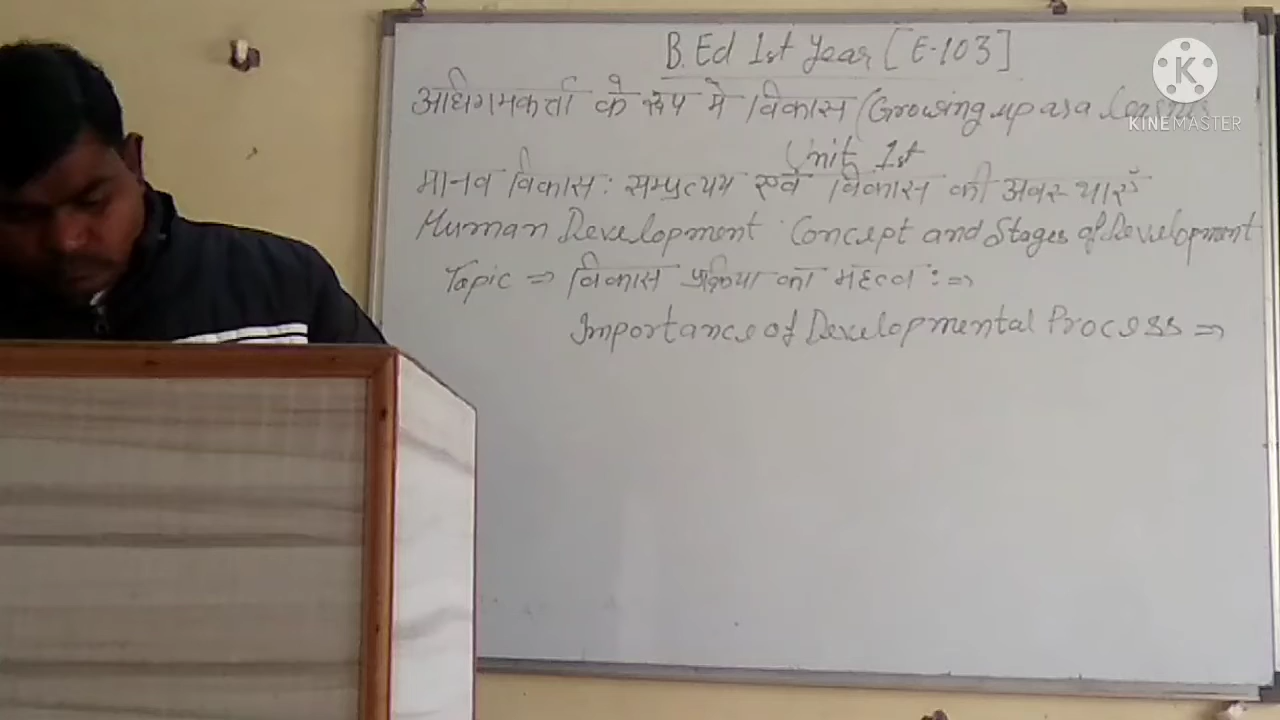 B.Ed 1st Year [E-103]
अधिगमकर्त्ता के रूप मे विकास (Growing up as a
KINEMASTER
Unit 1st
मानव विकास: सम्प्रत्यय एवं विकास की अवस्थाएँ
Human Development: Concept and Stages of Development
Topic ⇒ विकास प्रक्रिया का महत्व :⇒
Importance of Developmental Process ⇒